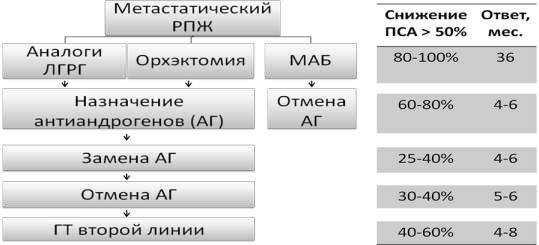 Метастатический
РПЖ
Аналоги
ЛГРГ
Орхэктомия
МАБ
Назначение
антиандрогенов (АГ)
Отмена
АГ
Замена АГ
Отмена АГ
ГТ второй линии
Снижение
ПСА > 50%
Ответ,
мес.
80-100% 36
60-80% 4-6
25-40% 4-6
30-40% 5-6
40-60% 4-8